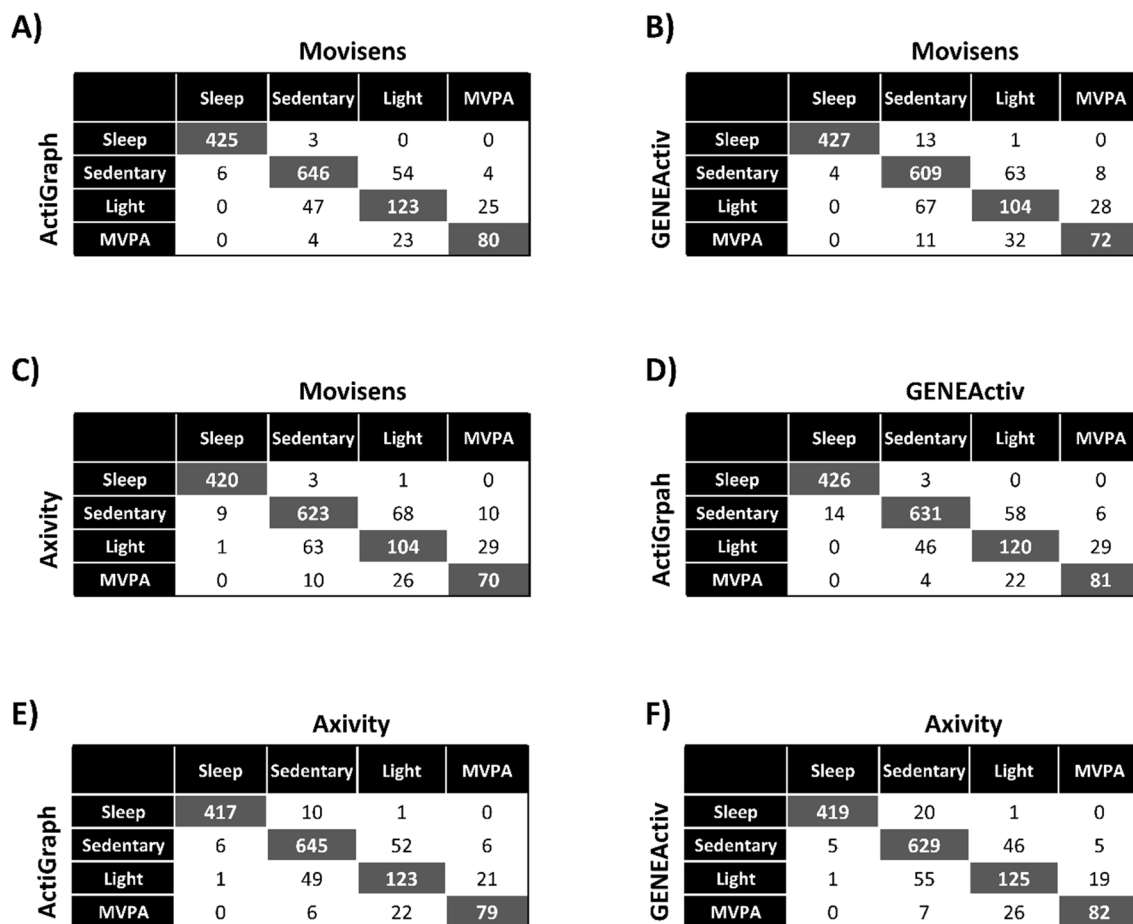 A)
Movisens
ActiGraph
Sleep Sedentary Light MVPA
Sleep 425 3 0 0
Sedentary 6 646 54 4
Light 0 47 123 25
MVPA 0 4 23 80
B)
Movisens
GENEActiv
Sleep Sedentary Light MVPA
Sleep 427 13 1 0
Sedentary 4 609 63 8
Light 0 67 104 28
MVPA 0 11 32 72
C)
Movisens
Axivity
Sleep Sedentary Light MVPA
Sleep 420 3 1 0
Sedentary 9 623 68 10
Light 1 63 104 29
MVPA 0 10 26 70
D)
GENEActiv
ActiGrpah
Sleep Sedentary Light MVPA
Sleep 426 3 0 0
Sedentary 14 631 58 6
Light 0 46 120 29
MVPA 0 4 22 81
E)
Axivity
ActiGraph
Sleep Sedentary Light MVPA
Sleep 417 10 1 0
Sedentary 6 645 52 6
Light 1 49 123 21
MVPA 0 6 22 79
F)
Axivity
GENEActiv
Sleep Sedentary Light MVPA
Sleep 419 20 1 0
Sedentary 5 629 46 5
Light 1 55 125 19
MVPA 0 7 26 82